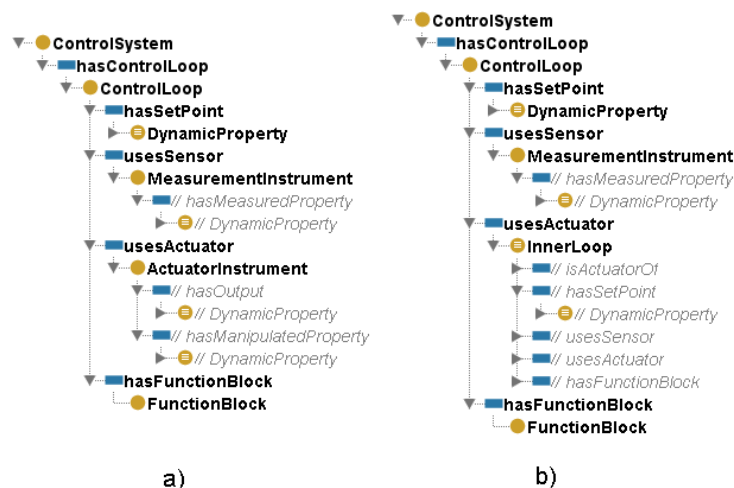 ControlSystem
hasControlLoop
ControlLoop
hasSetPoint
DynamicProperty
usesSensor
MeasurementInstrument
// hasMeasuredProperty
// DynamicProperty
usesActuator
ActuatorInstrument
// hasOutput
// DynamicProperty
// hasManipulatedProperty
// DynamicProperty
hasFunctionBlock
FunctionBlock
a)
ControlSystem
hasControlLoop
ControlLoop
hasSetPoint
DynamicProperty
usesSensor
MeasurementInstrument
// hasMeasuredProperty
// DynamicProperty
usesActuator
InnerLoop
// isActuatorOf
// hasSetPoint
// DynamicProperty
// usesSensor
// usesActuator
// hasFunctionBlock
hasFunctionBlock
FunctionBlock
b)